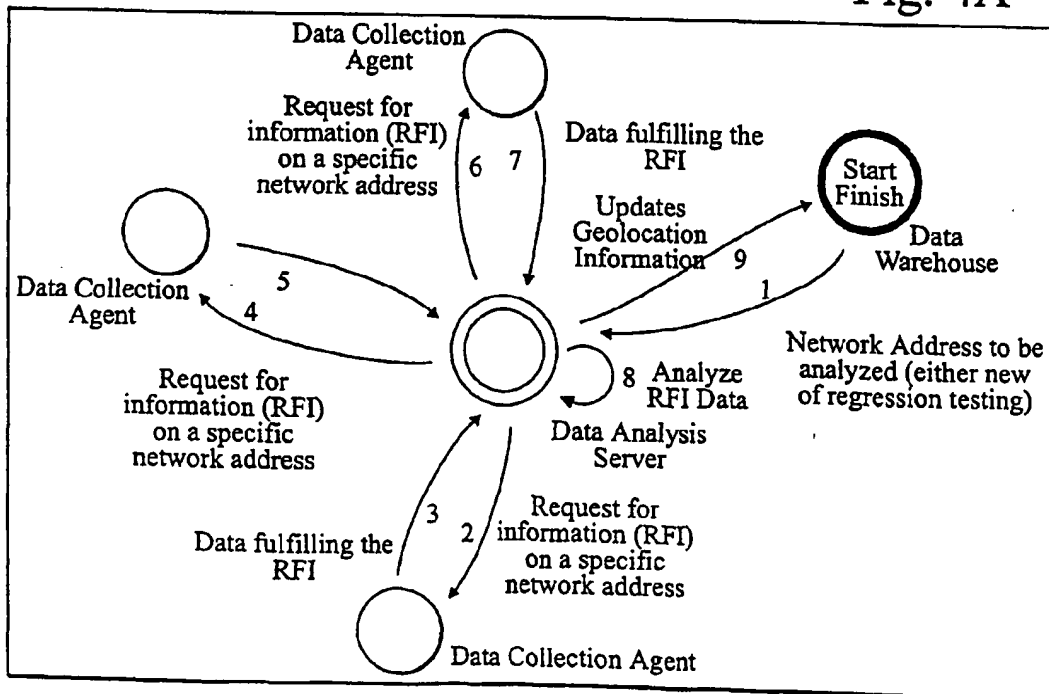 Fig. 4A
Data Collection
Agent
Request for
information (RFI)
on a specific
network address
6
7
Data fulfilling the
RFI
Start
Finish
Data
Warehouse
Updates
Geolocation
Information
9
1
Data Collection
Agent
5
4
Network Address to be
analyzed (either new
of regression testing)
8
Analyze
RFI Data
Data Analysis
Server
Request for
information (RFI)
on a specific
network address
3
2
Data fulfilling the
RFI
Request for
information (RFI)
on a specific
network address
Data Collection Agent